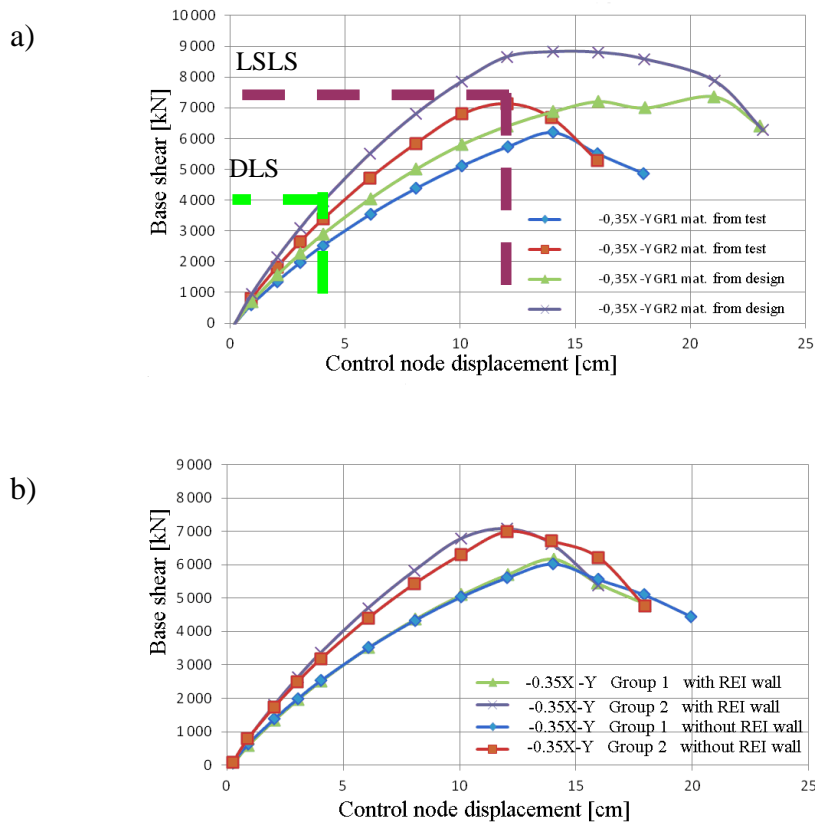 a)
Base shear [kN]
10 000
9 000
8 000
7 000
6 000
5 000
4 000
3 000
2 000
1 000
0
LSLS
DLS
-0,35X -Y GR1 mat. from test
-0,35X -Y GR2 mat. from test
-0,35X -Y GR1 mat. from design
-0,35X -Y GR2 mat. from design
0 5 10 15 20 25
Control node displacement [cm]
b)
Base shear [kN]
9 000
8 000
7 000
6 000
5 000
4 000
3 000
2 000
1 000
0
-0.35X -Y Group 1 with REI wall
-0.35X-Y Group 2 with REI wall
-0.35X-Y Group 1 without REI wall
-0.35X-Y Group 2 without REI wall
0 5 10 15 20 25
Control node displacement [cm]